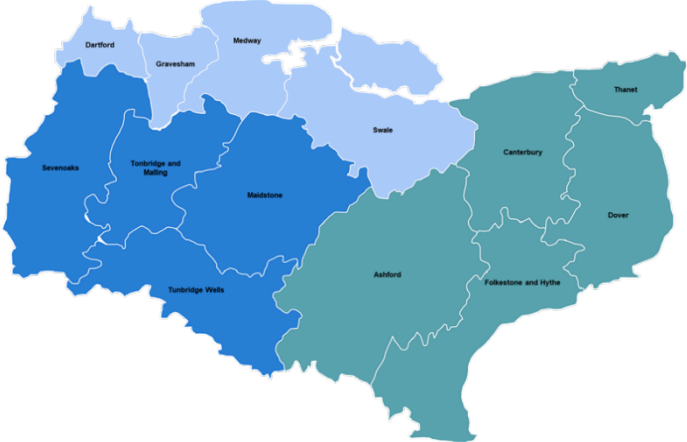 Medway
Dartford
Gravesham
Thanet
Swale
Canterbury
Sevenoaks
Tonbridge and
Malling
Maidstone
Dover
Ashford
Folkestone and Hythe
Tunbridge Wells